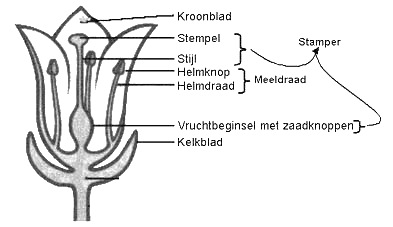 Kroonblad
Stempel
Stamper
Stijl
Helmknop
Meeldraad
Helmdraad
Vruchtbeginsel met zaadknoppen
Kelkblad